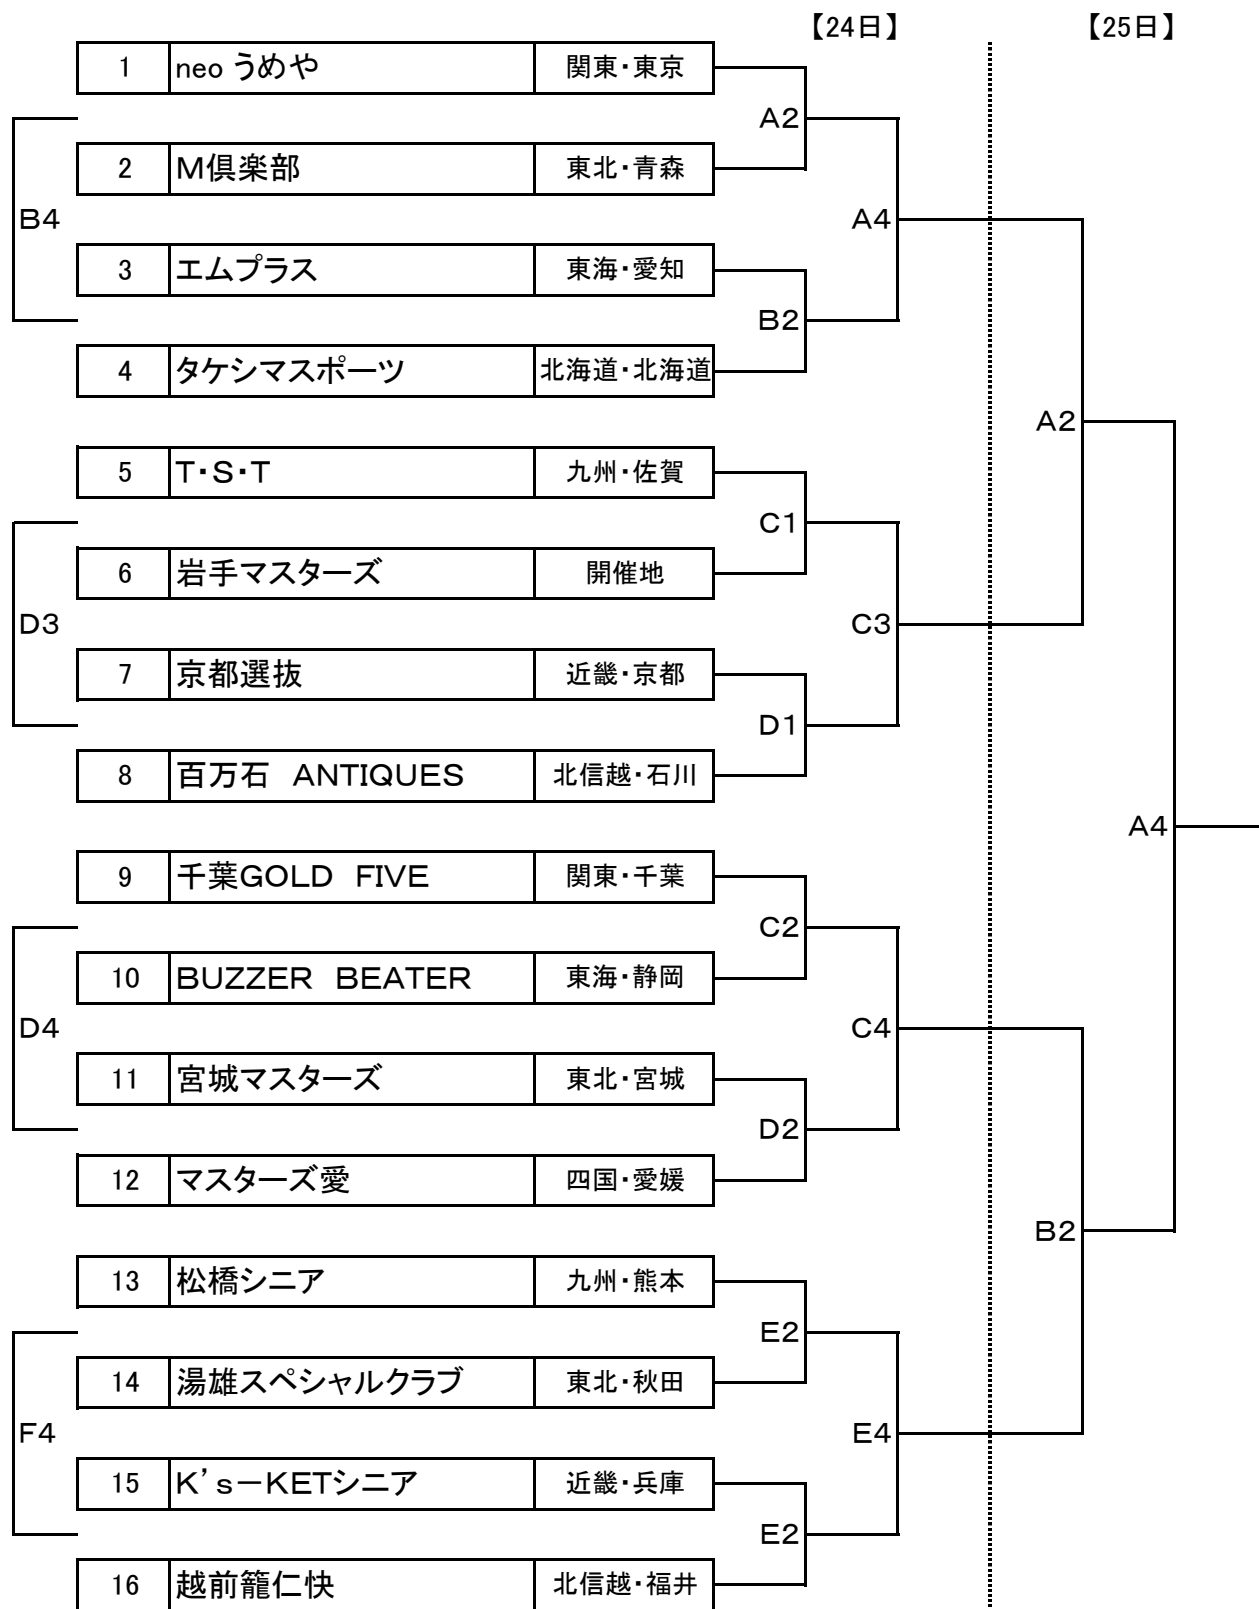 【24日】 【25日】
1 neo うめや 関東・東京
A2
2 M倶楽部 東北・青森
B4 A4
3 エムプラス 東海・愛知
B2
4 タケシマスポーツ 北海道・北海道
A2
5 T・S・T 九州・佐賀
C1
6 岩手マスターズ 開催地
D3 C3
7 京都選抜 近畿・京都
D1
8 百万石 ANTIQUES 北信越・石川
A4
9 千葉GOLD FIVE 関東・千葉
C2
10 BUZZER BEATER 東海・静岡
D4 C4
11 宮城マスターズ 東北・宮城
D2
12 マスターズ愛 四国・愛媛
B2
13 松橋シニア 九州・熊本
E2
14 湯雄スペシャルクラブ 東北・秋田
F4 E4
15 K’s－KETシニア 近畿・兵庫
E2
16 越前籠仁快 北信越・福井